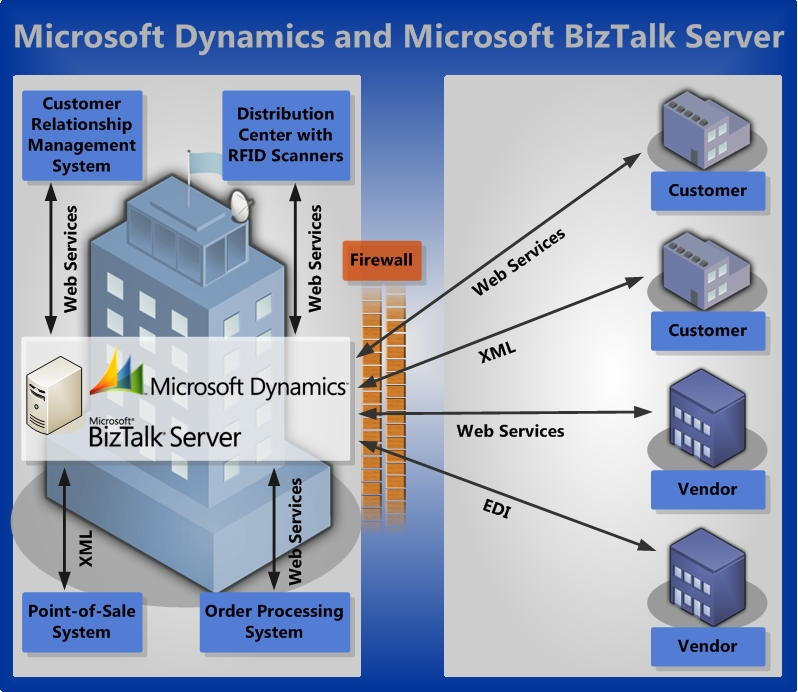 Microsoft Dynamics and Microsoft BizTalk Server
Customer
Relationship
Management
System
Distribution
Center with
RFID Scanners
Web Services
Web Services
Microsoft Dynamics
Microsoft®
BizTalk® Server
XML
Web Services
Point-of-Sale
System
Order Processing
System
Firewall
Web Services
XML
Web Services
EDI
Customer
Customer
Vendor
Vendor